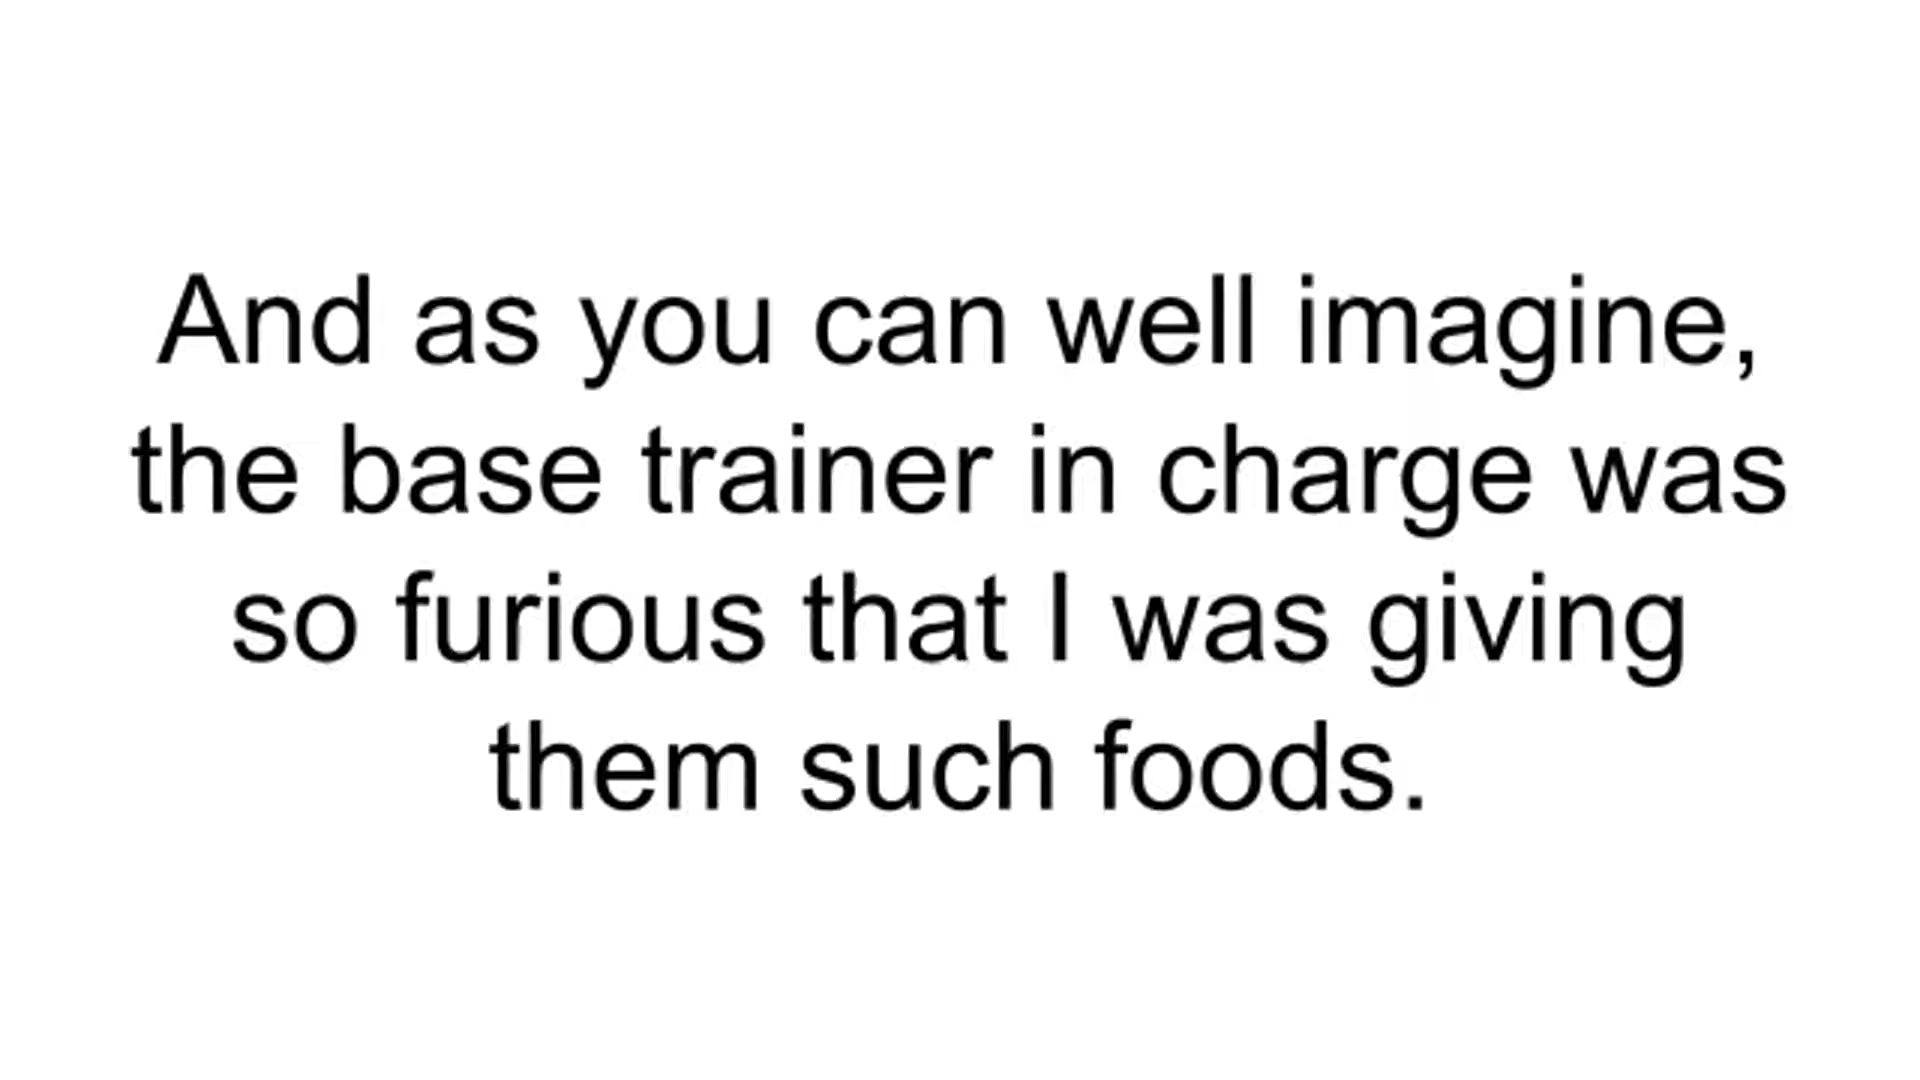 And as you can well imagine,
the base trainer in charge was
so furious that I was giving
them such foods.